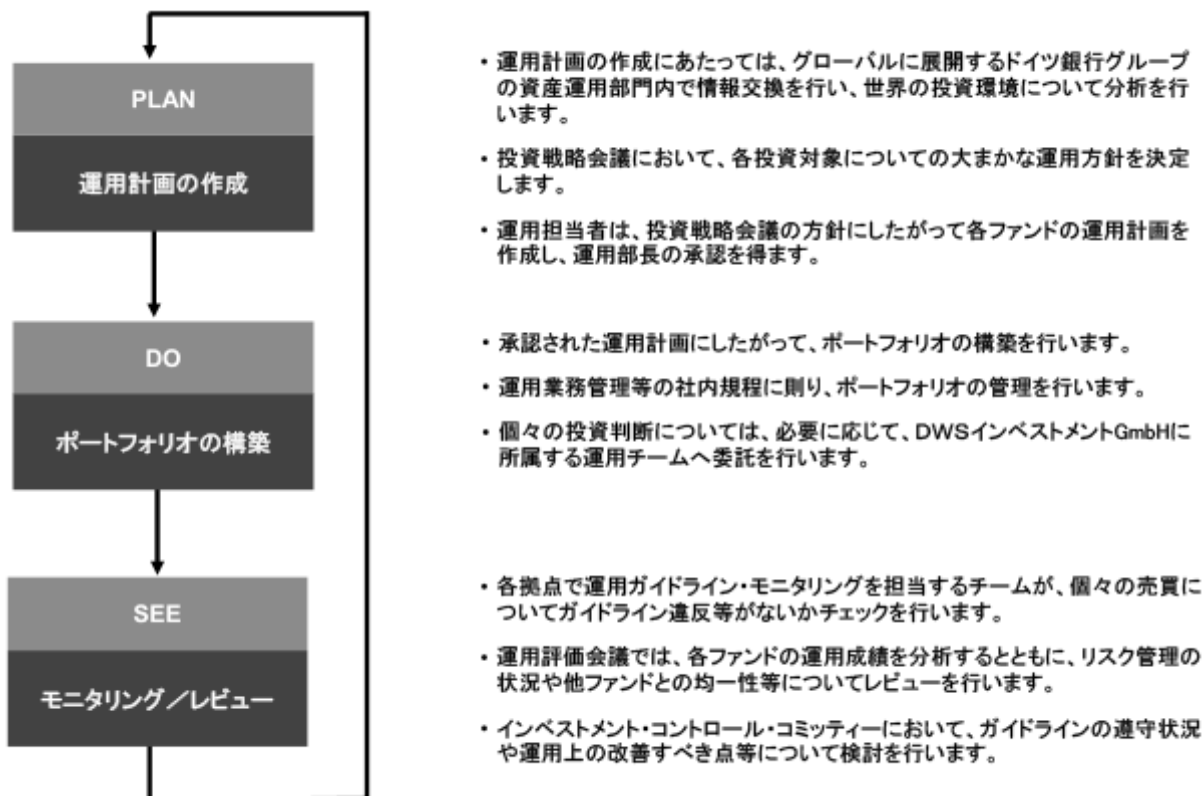 PLAN
運用計画の作成
・運用計画の作成にあたっては、グローバルに展開するドイツ銀行グループ
の資産運用部門内で情報交換を行い、世界の投資環境について分析を行
います。
・投資戦略会議において、各投資対象についての大まかな運用方針を決定
します。
・運用担当者は、投資戦略会議の方針にしたがって各ファンドの運用計画を
作成し、運用部長の承認を得ます。
DO
ポートフォリオの構築
・承認された運用計画にしたがって、ポートフォリオの構築を行います。
・運用業務管理等の社内規程に則り、ポートフォリオの管理を行います。
・個々の投資判断については、必要に応じて、DWSインベストメントGmbHに
所属する運用チームへ委託を行います。
SEE
モニタリング／レビュー
・各拠点で運用ガイドライン・モニタリングを担当するチームが、個々の売買に
ついてガイドライン違反等がないかチェックを行います。
・運用評価会議では、各ファンドの運用成績を分析するとともに、リスク管理の
状況や他ファンドとの均一性等についてレビューを行います。
・インベストメント・コントロール・コミッティーにおいて、ガイドラインの遵守状況
や運用上の改善すべき点等について検討を行います。